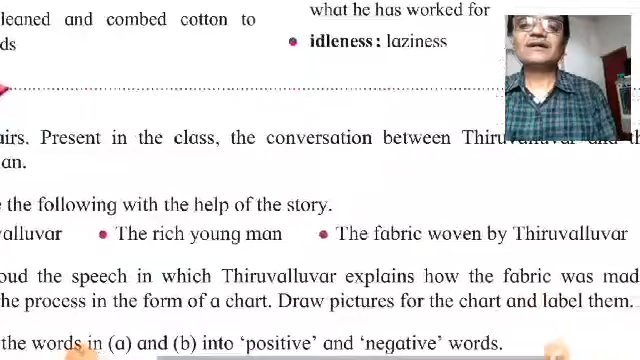 leaned and combed cotton to
ds
what he has worked for
• idleness: laziness
airs. Present in the class, the conversation between Thiruvalluvar and th
an.
e the following with the help of the story.
valluvar • The rich young man • The fabric woven by Thiruvalluvar
oud the speech in which Thiruvalluvar explains how the fabric was mad
he process in the form of a chart. Draw pictures for the chart and label them.
the words in (a) and (b) into ‘positive’ and ‘negative’ words.